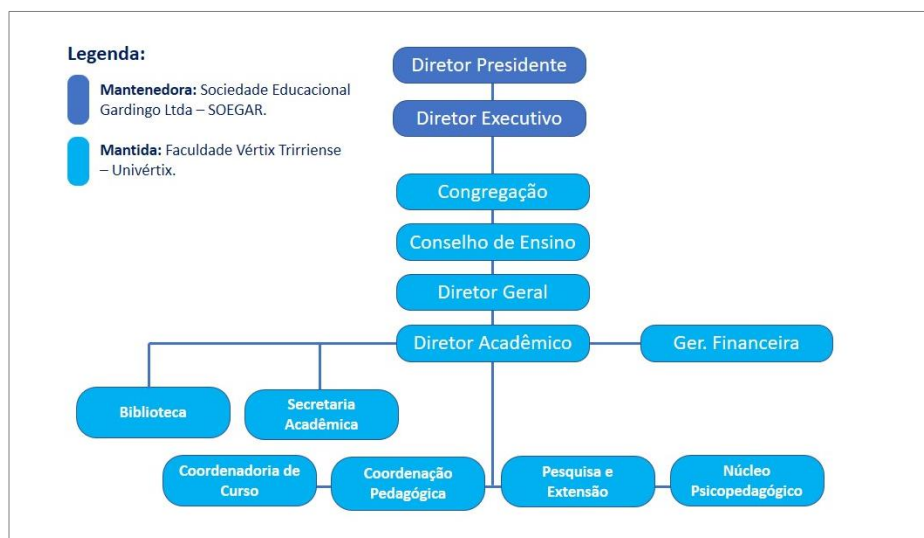 Legenda:
Mantenedora: Sociedade Educacional
Gardingo Ltda – SOEGAR.
Mantida: Faculdade Vértix Trirriense
– Univértix.
Diretor Presidente
Diretor Executivo
Congregação
Conselho de Ensino
Diretor Geral
Diretor Acadêmico
Ger. Financeira
Biblioteca
Secretaria
Acadêmica
Coordenadoria de
Curso
Coordenação
Pedagógica
Pesquisa e
Extensão
Núcleo
Psicopedagógico